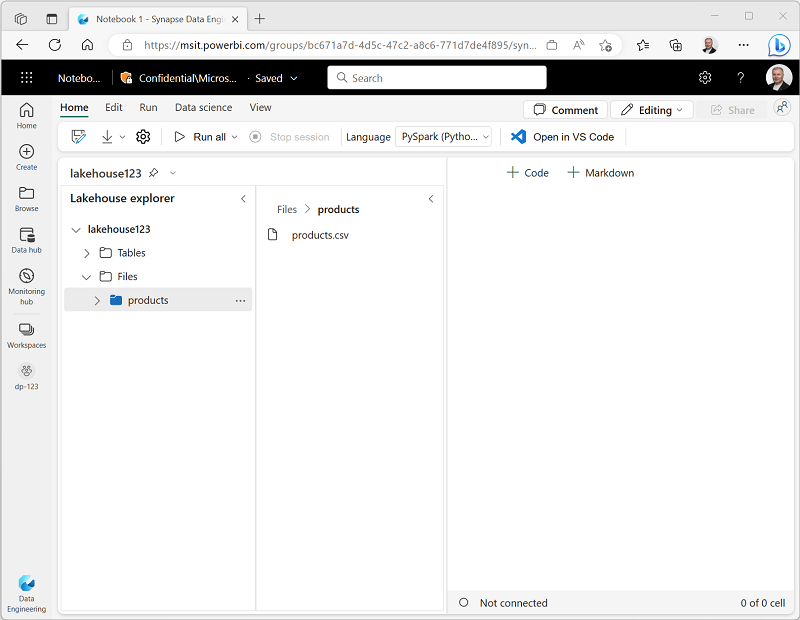 Notebook 1 - Synapse Data Engi
https://msit.powerbi.com/groups/bc671a7d-4d5c-47c2-a8c6-771d7de4f895/syn...
Notebo... Confidential\Micros... · Saved Search
Home Edit Run Data science View Comment Editing Share
Run all Stop session Language PySpark (Pytho... Open in VS Code
Home
Create
Browse
Data hub
Monitoring
hub
Workspaces
dp-123
Data
Engineering
lakehouse123
Lakehouse explorer
lakehouse123
Tables
Files
products
Files > products
products.csv
+ Code + Markdown
Not connected 0 of 0 cell